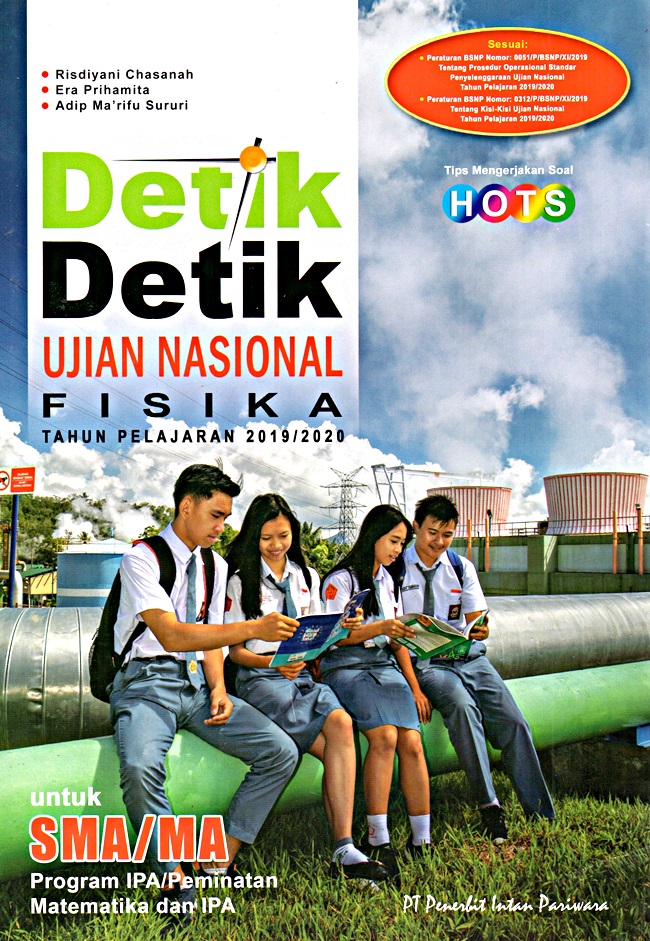 • Risdiyani Chasanah
• Era Prihamita
• Adip Ma'rifu Sururi
Sesuai:
• Peraturan BSNP Nomor: 0051/P/BSNP/XI/2019
Tentang Prosedur Operasional Standar
Penyelenggaraan Ujian Nasional
Tahun Pelajaran 2019/2020
• Peraturan BSNP Nomor: 0312/P/BSNP/XI/2019
Tentang Kisi-Kisi Ujian Nasional
Tahun Pelajaran 2019/2020
Tips Mengerjakan Soal
HOTS
Detik
Detik
UJIAN NASIONAL
FISIKA
TAHUN PELAJARAN 2019/2020
untuk
SMA/MA
Program IPA/Peminatan
Matematika dan IPA
PT Penerbit Intan Pariwara